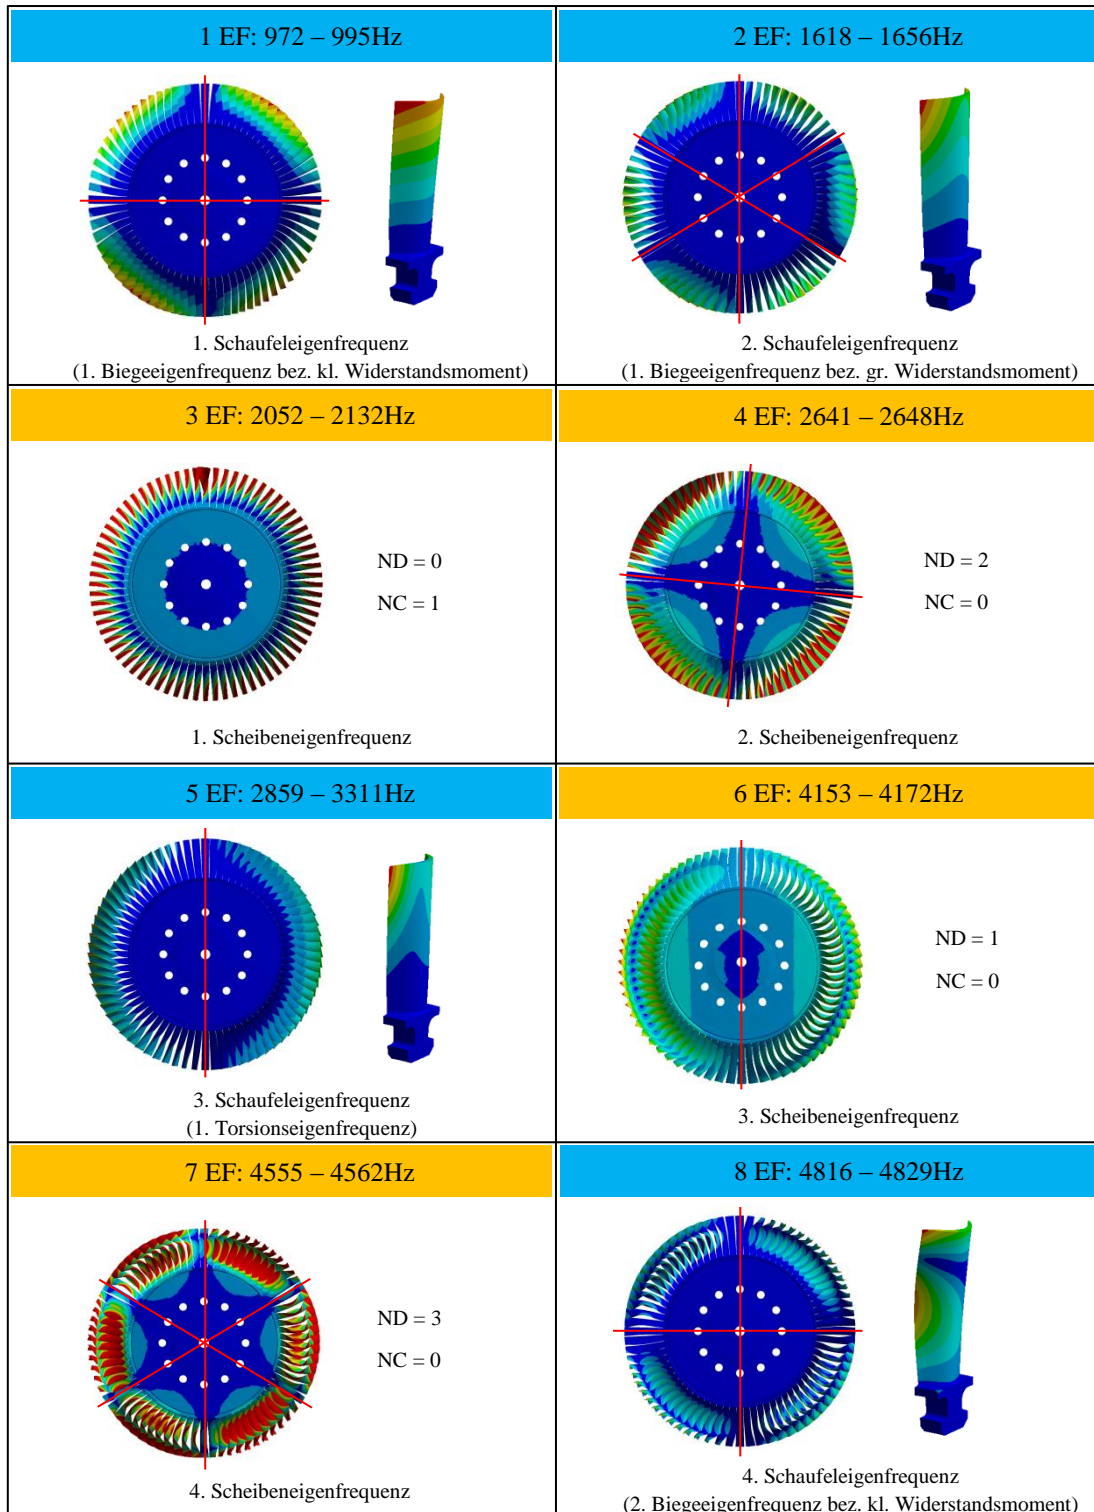 1 EF: 972 – 995Hz
2 EF: 1618 – 1656Hz
1. Schaufeleigenfrequenz
(1. Biegeeigenfrequenz bez. kl. Widerstandsmoment)
2. Schaufeleigenfrequenz
(1. Biegeeigenfrequenz bez. gr. Widerstandsmoment)
3 EF: 2052 – 2132Hz
4 EF: 2641 – 2648Hz
ND = 0
NC = 1
ND = 2
NC = 0
1. Scheibeneigenfrequenz
2. Scheibeneigenfrequenz
5 EF: 2859 – 3311Hz
6 EF: 4153 – 4172Hz
ND = 1
NC = 0
3. Schaufeleigenfrequenz
(1. Torsionseigenfrequenz)
3. Scheibeneigenfrequenz
7 EF: 4555 – 4562Hz
8 EF: 4816 – 4829Hz
ND = 3
NC = 0
4. Scheibeneigenfrequenz
4. Schaufeleigenfrequenz
(2. Biegeeigenfrequenz bez. kl. Widerstandsmoment)